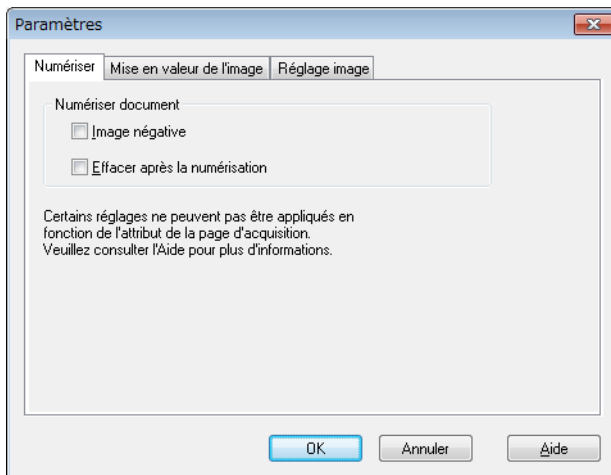 Paramètres
Numériser Mise en valeur de l'image Réglage image
Numériser document
Image négative
Effacer après la numérisation
Certains réglages ne peuvent pas être appliqués en
fonction de l'attribut de la page d'acquisition.
Veuillez consulter l'Aide pour plus d'informations.
OK Annuler Aide